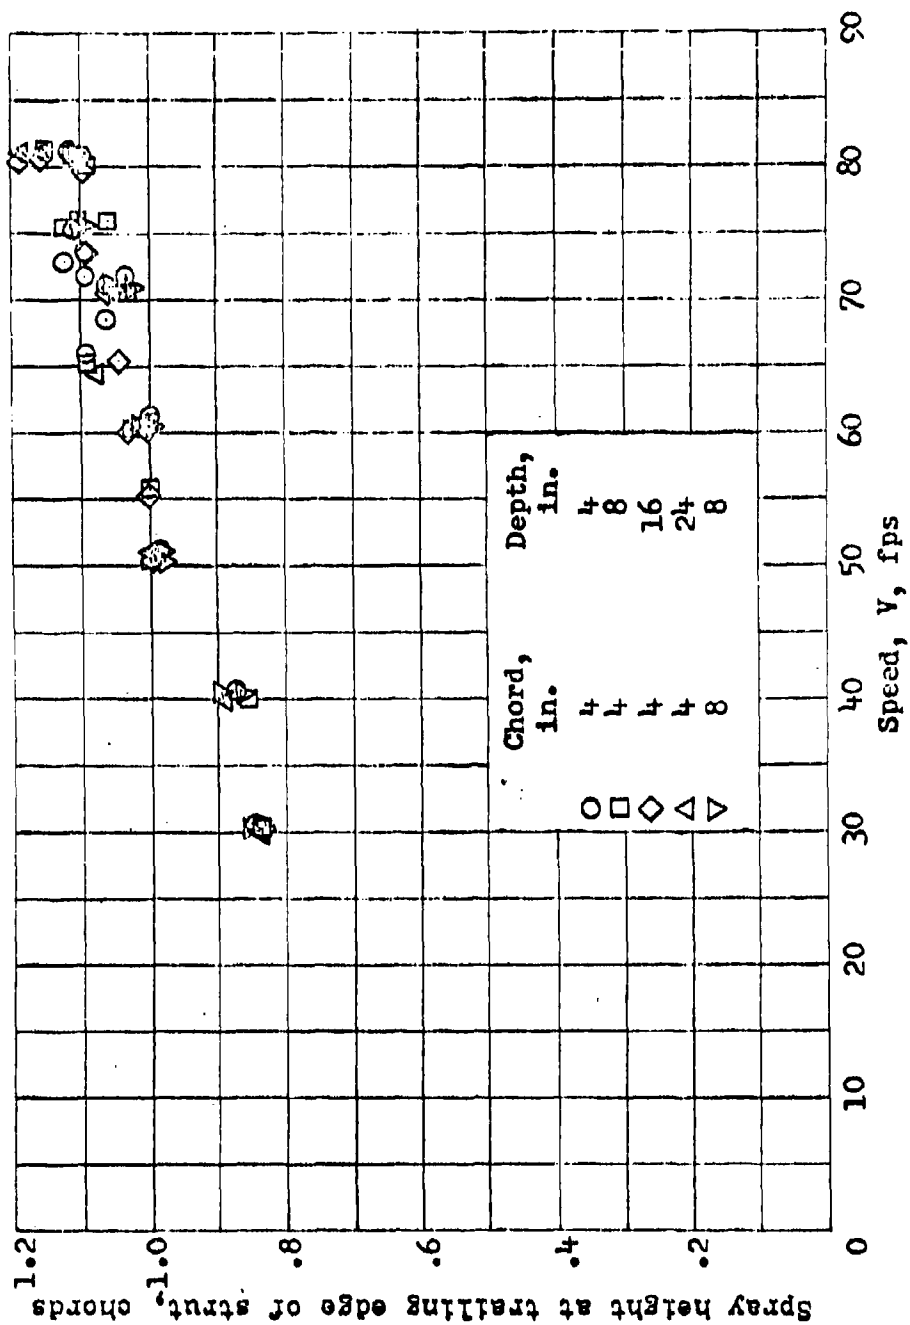 Spray height at trailing edge of strut, chords
1.2
1.0
.8
.6
.4
.2
0
10
20
30
40
50
60
70
80
90
Speed, V, fps
Chord, in.
Depth, in.
○ 4 4
□ 4 8
◇ 4 16
△ 4 24
▽ 8 8